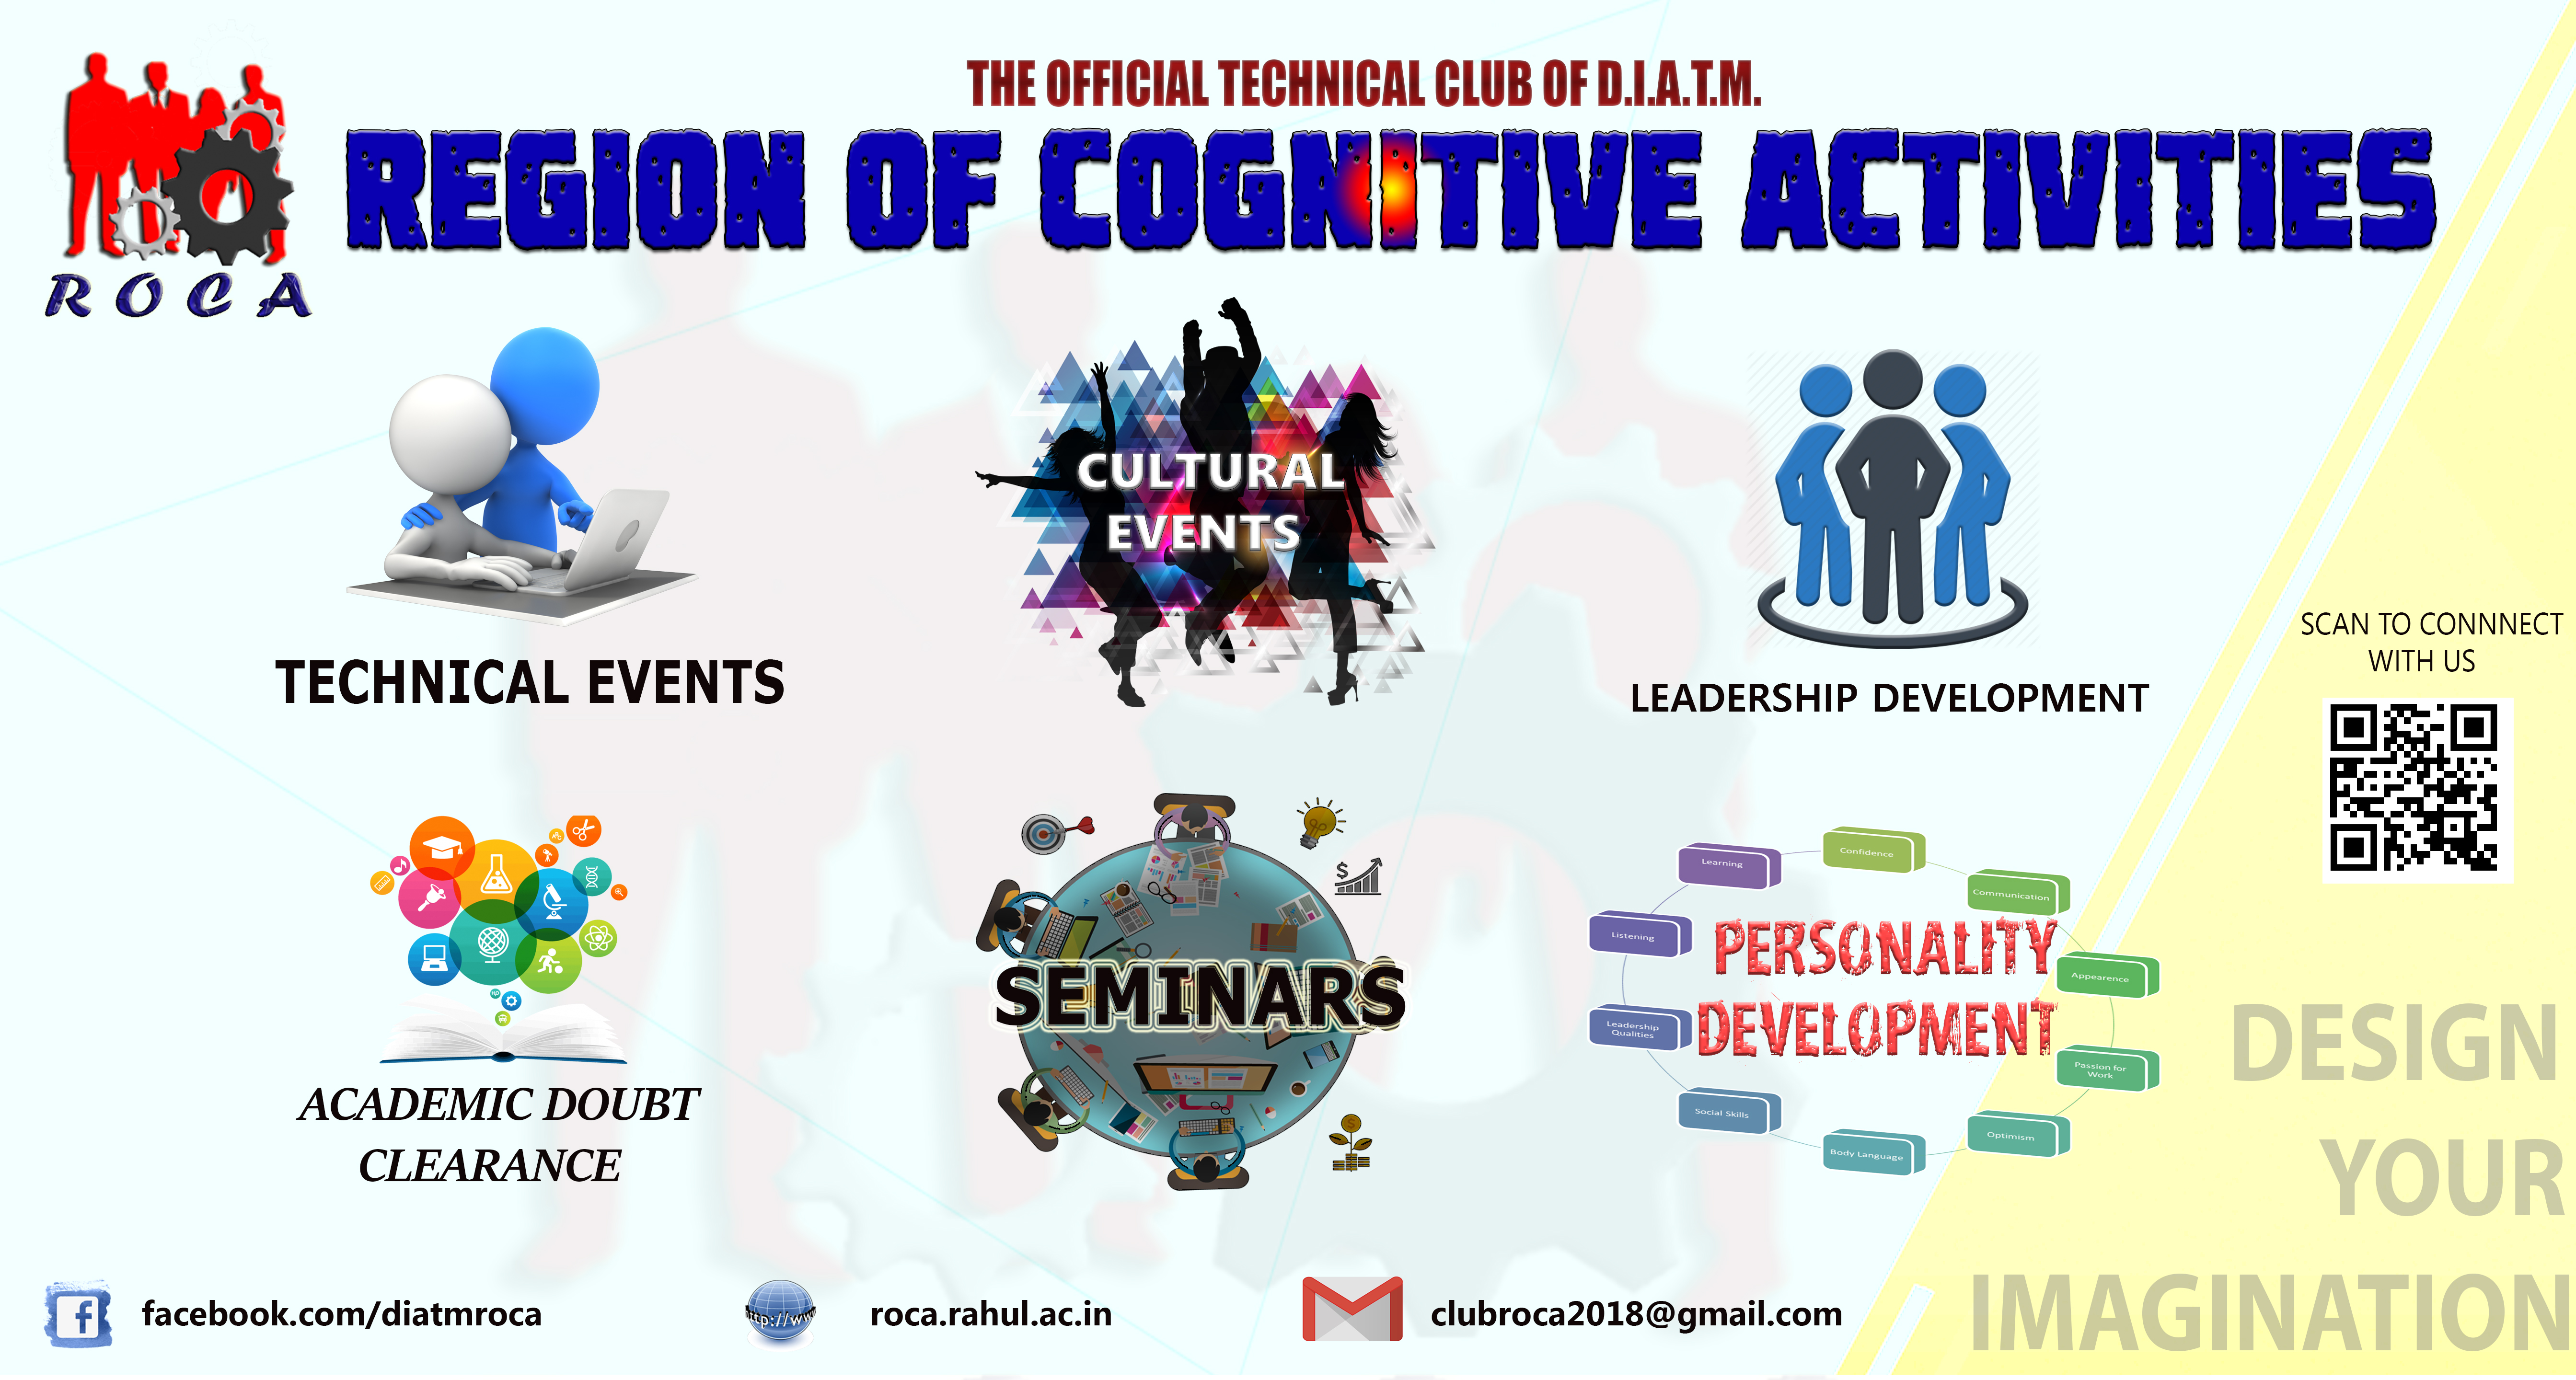 THE OFFICIAL TECHNICAL CLUB OF D.I.A.T.M.
REGION OF COGNITIVE ACTIVITIES
ROCA
TECHNICAL EVENTS
CULTURAL
EVENTS
LEADERSHIP DEVELOPMENT
SCAN TO CONNNECT
WITH US
ACADEMIC DOUBT
CLEARANCE
SEMINARS
PERSONALITY
DEVELOPMENT
Confidence
Communication
Appearence
Passion for
Work
Optimism
Body Language
Social Skills
Leadership
Qualities
Listening
Learning
DESIGN
YOUR
IMAGINATION
facebook.com/diatmroca
roca.rahul.ac.in
clubroca2018@gmail.com